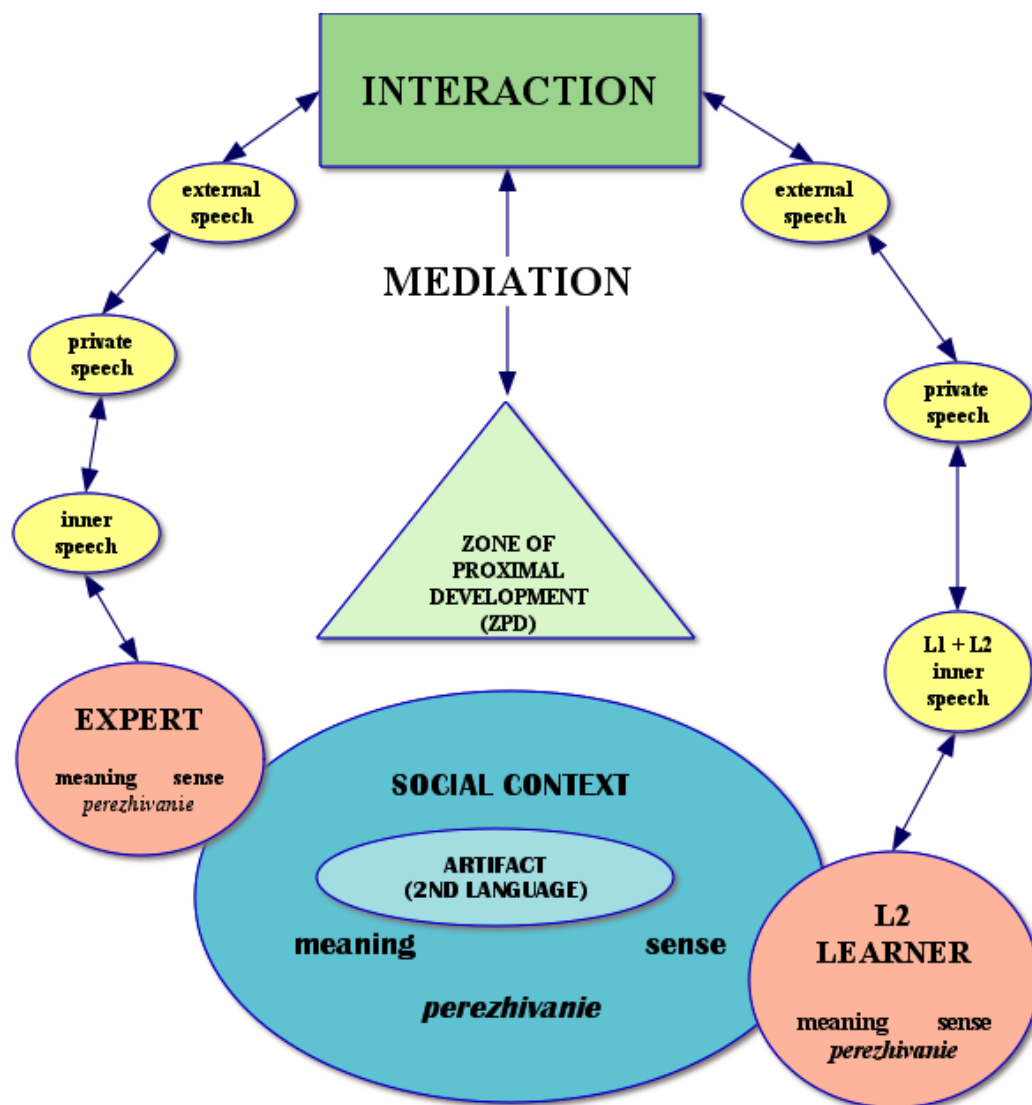 INTERACTION
external
speech
external
speech
MEDIATION
private
speech
private
speech
inner
speech
ZONE OF
PROXIMAL
DEVELOPMENT
(ZPD)
L1 + L2
inner
speech
EXPERT
meaning sense
perezhivanie
SOCIAL CONTEXT
ARTIFACT
(2ND LANGUAGE)
meaning sense
perezhivanie
L2
LEARNER
meaning sense
perezhivanie